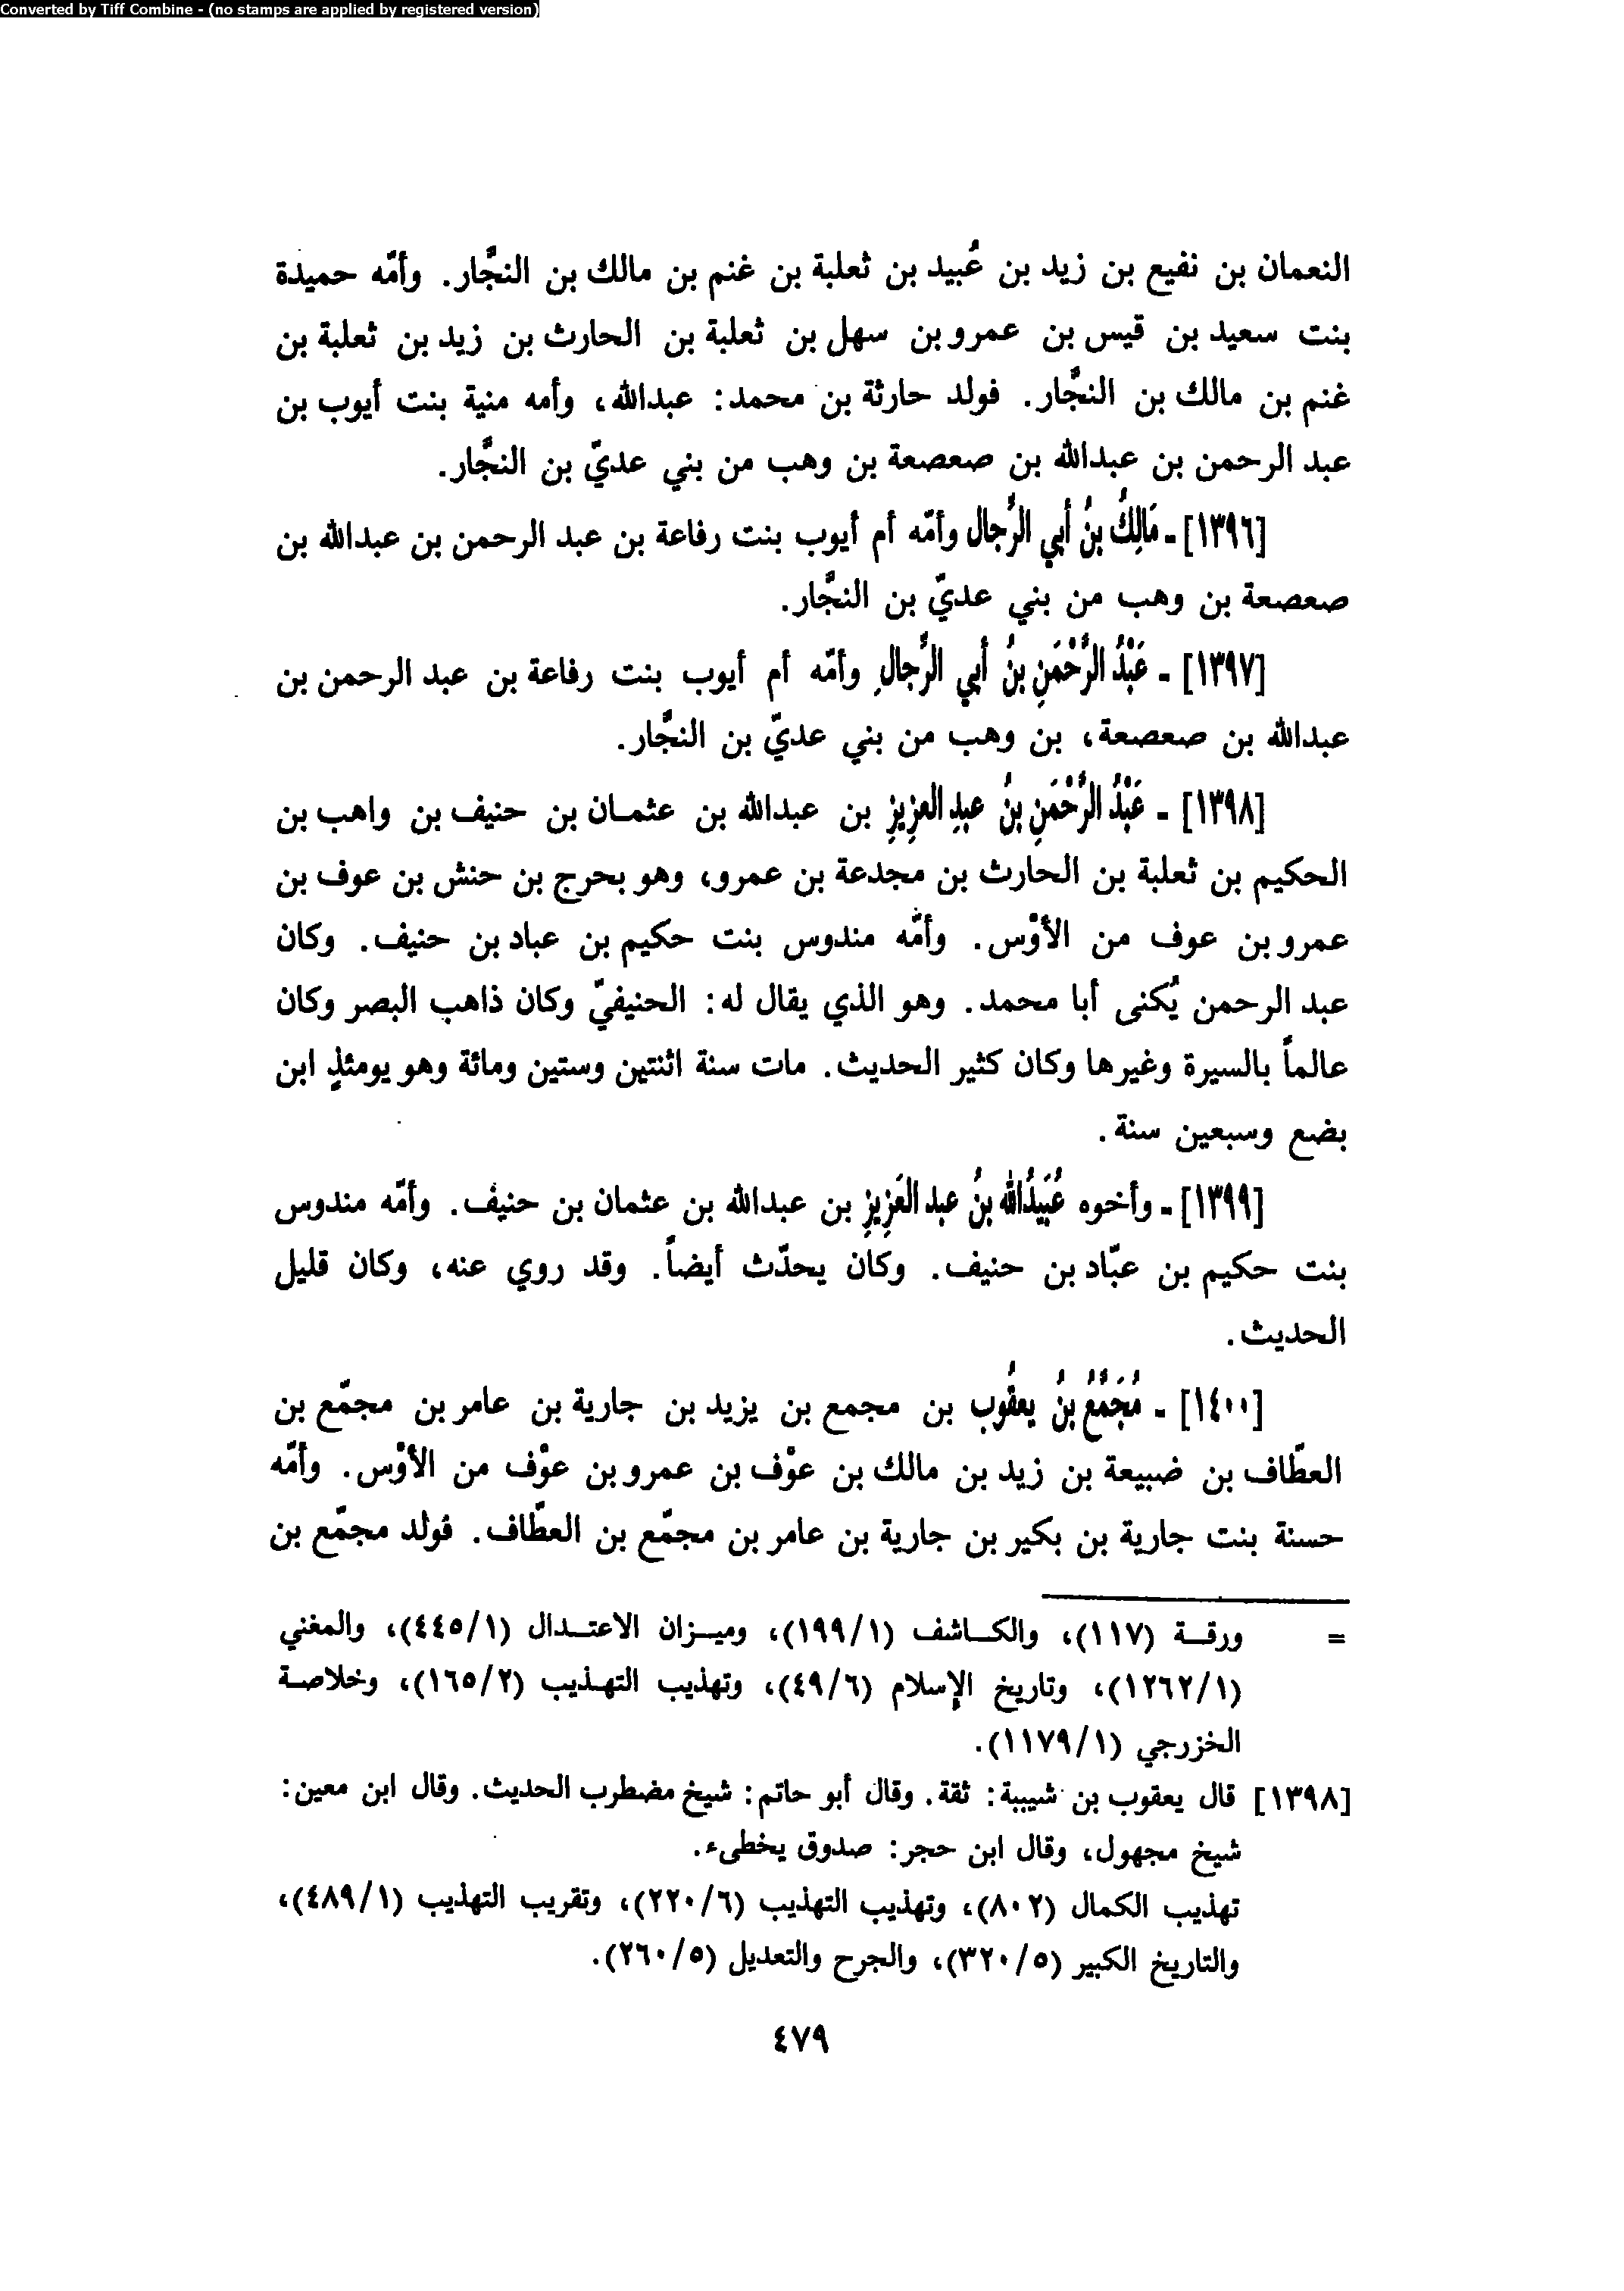 Converted by Tiff Combine - (no stamps are applied by registered version)
النعمان بن نفيع بن زيد بن عُبيد بن ثعلبة بن غنم بن مالك بن النجَّار. وأمّه حميدة
بنت سعيد بن قيس بن عمرو بن سهل بن ثعلبة بن الحارث بن زيد بن ثعلبة بن
غنم بن مالك بن النجَّار. فولد حارثة بن محمد: عبدالله، وأمه منية بنت أيوب بن
عبد الرحمن بن عبدالله بن صعصعة بن وهب من بني عديّ بن النجَّار.
[١٣٩٦] - مَالِكُ بنُ أبي الرُجال وأمّه أم أيوب بنت رفاعة بن عبد الرحمن بن عبدالله بن
صعصعة بن وهب من بني عديّ بن النجَّار.
[١٣٩٧] - عَبْدُ الرَّحْمَنِ بنُ أبي الرُجالِ وأمّه أم أيوب بنت رفاعة بن عبد الرحمن بن
عبدالله بن صعصعة، بن وهب من بني عديّ بن النجَّار.
[١٣٩٨] - عَبْدُ الرَّحْمَنِ بنُ عبدِ العزِيزِ بن عبدالله بن عثمـان بن حنيف بن واهب بن
الحكيم بن ثعلبة بن الحارث بن مجدعة بن عمرو، وهو بحرج بن حنش بن عوف بن
عمرو بن عوف من الأوْس. وأمّه مندوس بنت حكيم بن عباد بن حنيف. وكان
عبد الرحمن يُكنى أبا محمد. وهو الذي يقال له: الحنيفيّ وكان ذاهب البصر وكان
عالماً بالسيرة وغيرها وكان كثير الحديث. مات سنة اثنتين وستين ومائة وهو يومئذٍ ابن
بضع وسبعين سنة.
[١٣٩٩] - وأخوه عُبَيدُالله بنُ عبد العَزِيزِ بن عبدالله بن عثمان بن حنيف. وأمّه مندوس
بنت حكيم بن عبّاد بن حنيف. وكان يحدّث أيضاً. وقد روي عنه، وكان قليل
الحديث.
[١٤٠٠] - مُجَمَّعُ بنُ يعقُوب بن مجمع بن يزيد بن جارية بن عامر بن مجمّع بن
العطّاف بن ضبيعة بن زيد بن مالك بن عوْف بن عمرو بن عوْف من الأوْس. وأمّه
حسنة بنت جارية بن بكير بن جارية بن عامر بن مجمّع بن العطّاف. فولد مجمّع بن
= ورقــة (١١٧)، والكــاشف (١٩٩/١)، وميــزان الاعتــدال (٤٤٥/١)، والمغني
(١٢٦٢/١)، وتاريخ الإسلام (٤٩/٦)، وتهذيب التهـذيب (١٦٥/٢)، وخلاصـة
الخزرجي (١١٧٩/١).
[١٣٩٨] قال يعقوب بن شيببة: ثقة. وقال أبو حاتم: شيخ مضطرب الحديث. وقال ابن معين:
شيخ مجهول، وقال ابن حجر: صدوق يخطىء.
تهذيب الكمال (٨٠٢)، وتهذيب التهذيب (٢٢٠/٦)، وتقريب التهذيب (٤٨٩/١)،
والتاريخ الكبير (٣٢٠/٥)، والجرح والتعديل (٢٦٠/٥).
٤٧٩